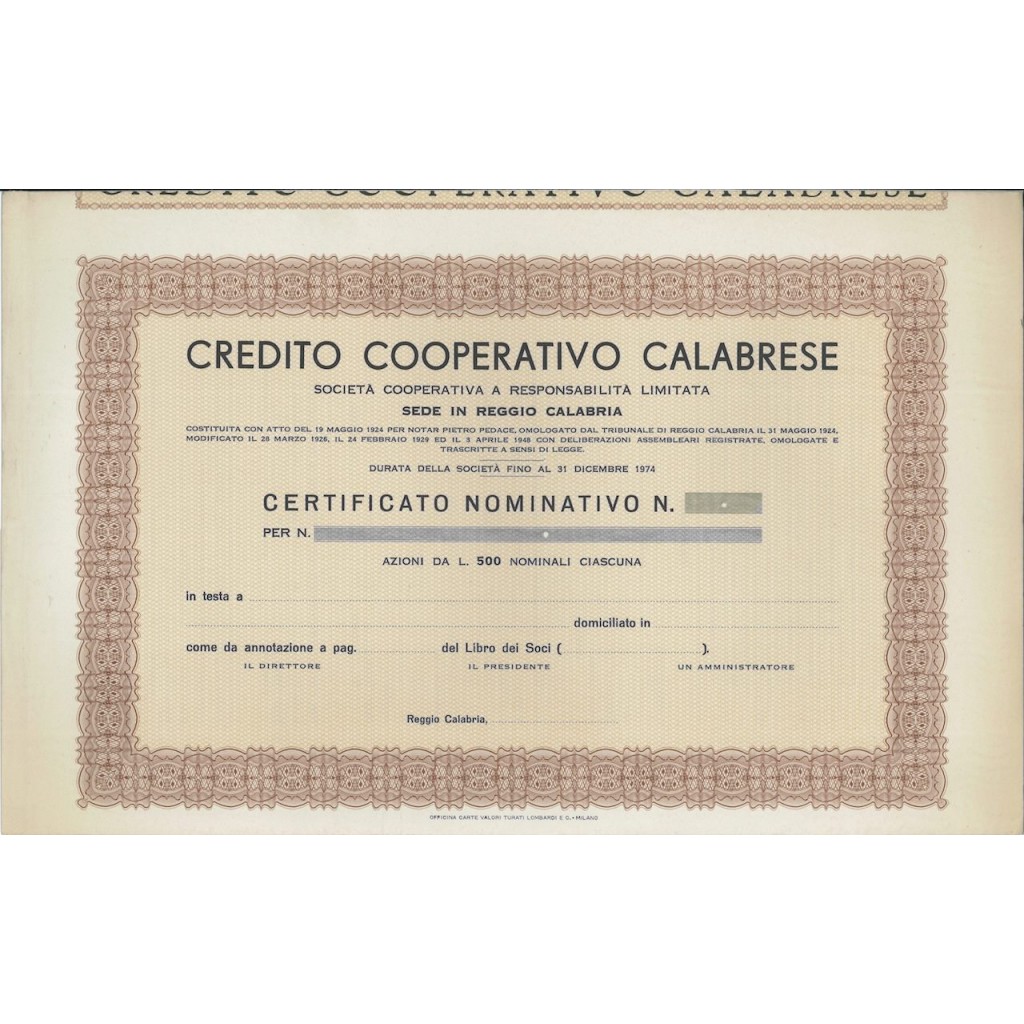 CREDITO COOPERATIVO CALABRESE
CREDITO COOPERATIVO CALABRESE
SOCIETÀ COOPERATIVA A RESPONSABILITÀ LIMITATA
SEDE IN REGGIO CALABRIA
COSTITUITA CON ATTO DEL 19 MAGGIO 1924 PER NOTAR PIETRO PEDACE, OMOLOGATO DAL TRIBUNALE DI REGGIO CALABRIA IL 31 MAGGIO 1924,
MODIFICATO IL 28 MARZO 1926, IL 24 FEBBRAIO 1929 ED IL 3 APRILE 1948 CON DELIBERAZIONI ASSEMBLEARI REGISTRATE, OMOLOGATE E
TRASCRITTE A SENSI DI LEGGE.
DURATA DELLA SOCIETÀ FINO AL 31 DICEMBRE 1974
CERTIFICATO NOMINATIVO N.
PER N.
AZIONI DA L. 500 NOMINALI CIASCUNA
in testa a
domiciliato in
come da annotazione a pag. del Libro dei Soci ( ).
IL DIRETTORE IL PRESIDENTE UN AMMINISTRATORE
Reggio Calabria,
OFFICINA CARTE VALORI TURATI LOMBARDI E C. - MILANO